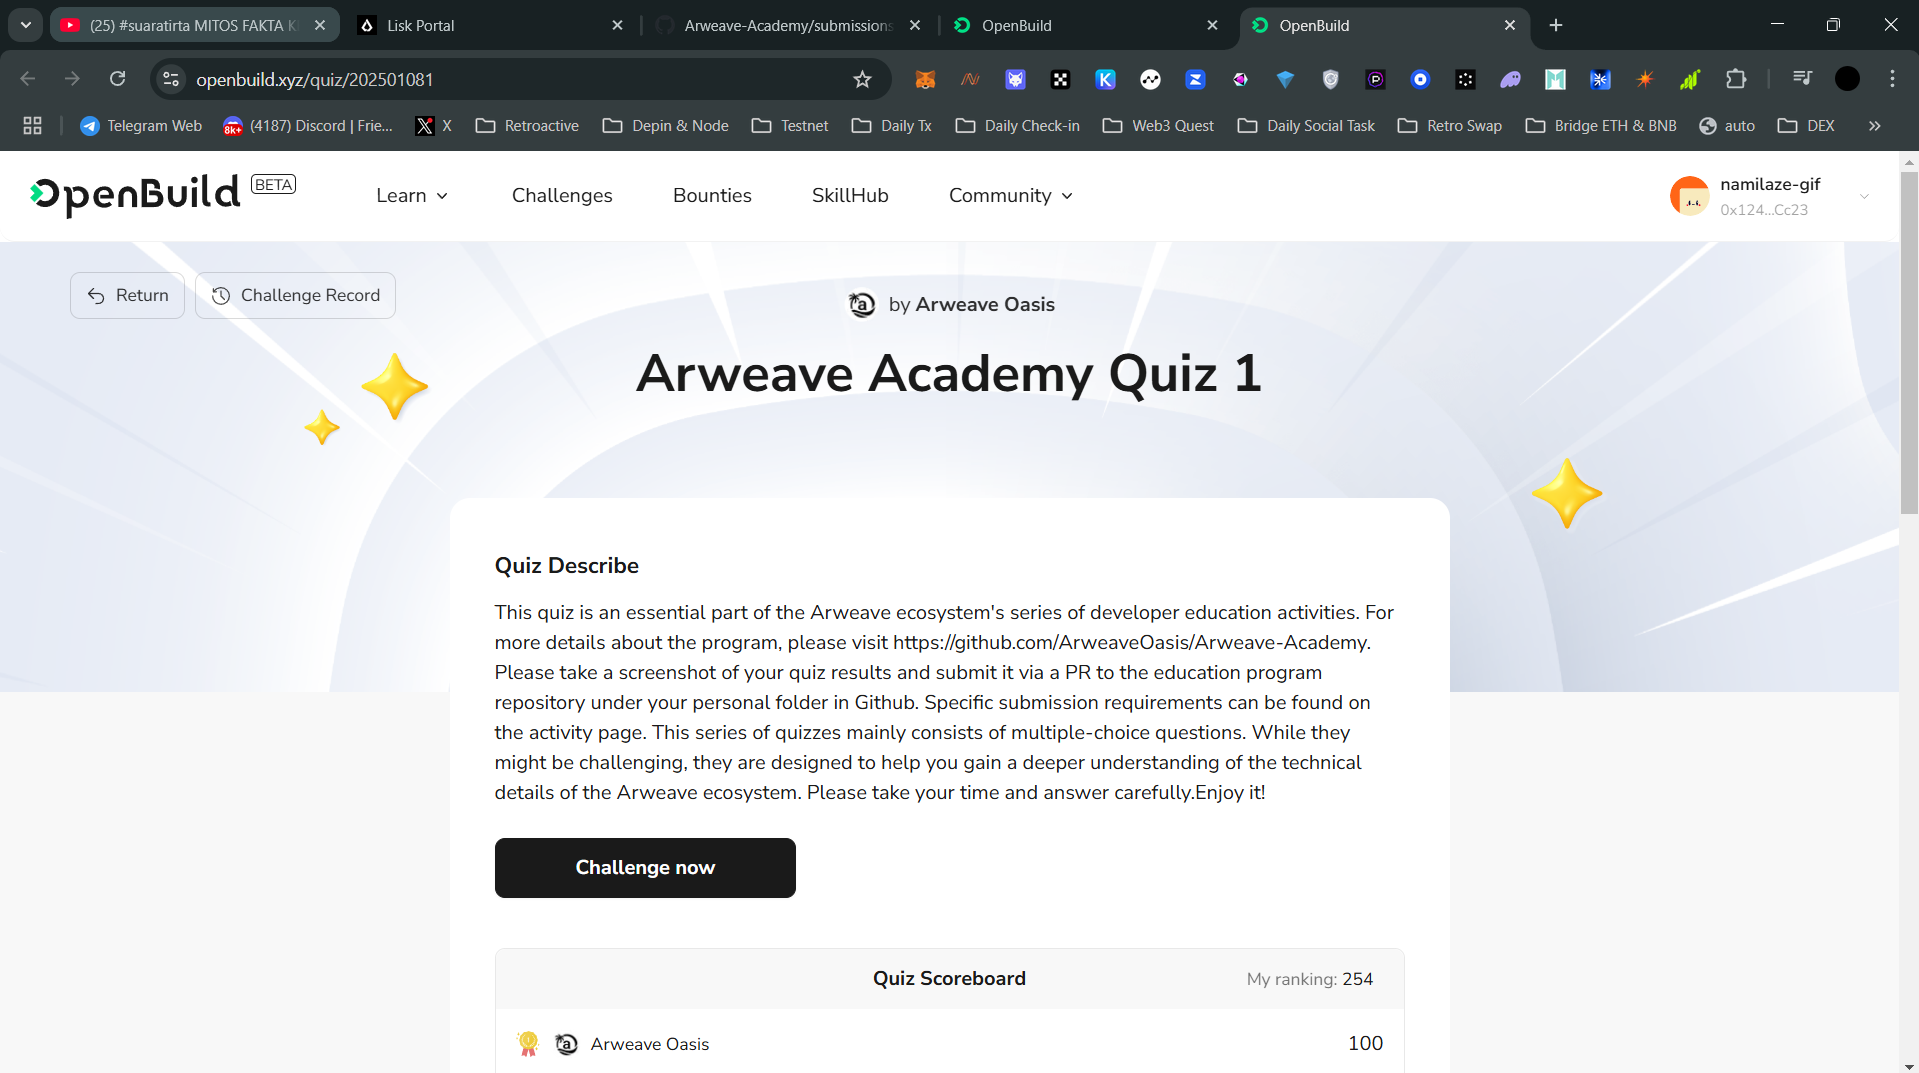 (25) #suaratirta MITOS FAKTA K
Lisk Portal
Arweave-Academy/submissions
OpenBuild
OpenBuild
openbuild.xyz/quiz/202501081
Telegram Web
8k+
(4187) Discord | Frie...
X
Retroactive
Depin & Node
Testnet
Daily Tx
Daily Check-in
Web3 Quest
Daily Social Task
Retro Swap
Bridge ETH & BNB
auto
DEX
»
OpenBuild BETA
Learn
Challenges
Bounties
SkillHub
Community
namilaze-gif
0x124...Cc23
Return
Challenge Record
by Arweave Oasis
Arweave Academy Quiz 1
Quiz Describe
This quiz is an essential part of the Arweave ecosystem's series of developer education activities. For
more details about the program, please visit https://github.com/ArweaveOasis/Arweave-Academy.
Please take a screenshot of your quiz results and submit it via a PR to the education program
repository under your personal folder in Github. Specific submission requirements can be found on
the activity page. This series of quizzes mainly consists of multiple-choice questions. While they
might be challenging, they are designed to help you gain a deeper understanding of the technical
details of the Arweave ecosystem. Please take your time and answer carefully.Enjoy it!
Challenge now
Quiz Scoreboard
My ranking: 254
Arweave Oasis
100